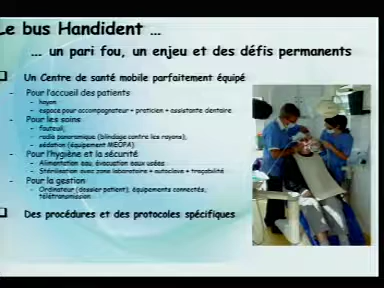 Le bus Handident ...
... un pari fou, un enjeu et des défis permanents
Un Centre de santé mobile parfaitement équipé
- Pour l'accueil des patients
- hayon
- espace pour accompagnateur + praticien + assistante dentaire
- Pour les soins
- fauteuil,
- radio panoramique (blindage contre les rayons),
- sédation (équipement MEOPA)
- Pour l'hygiène et la sécurité
- Alimentation eau, évacuation eaux usées
- Stérilisation avec zone laboratoire + autoclave + traçabilité
- Pour la gestion
- Ordinateur (dossier patient), équipements connectés,
télétransmission
Des procédures et des protocoles spécifiques